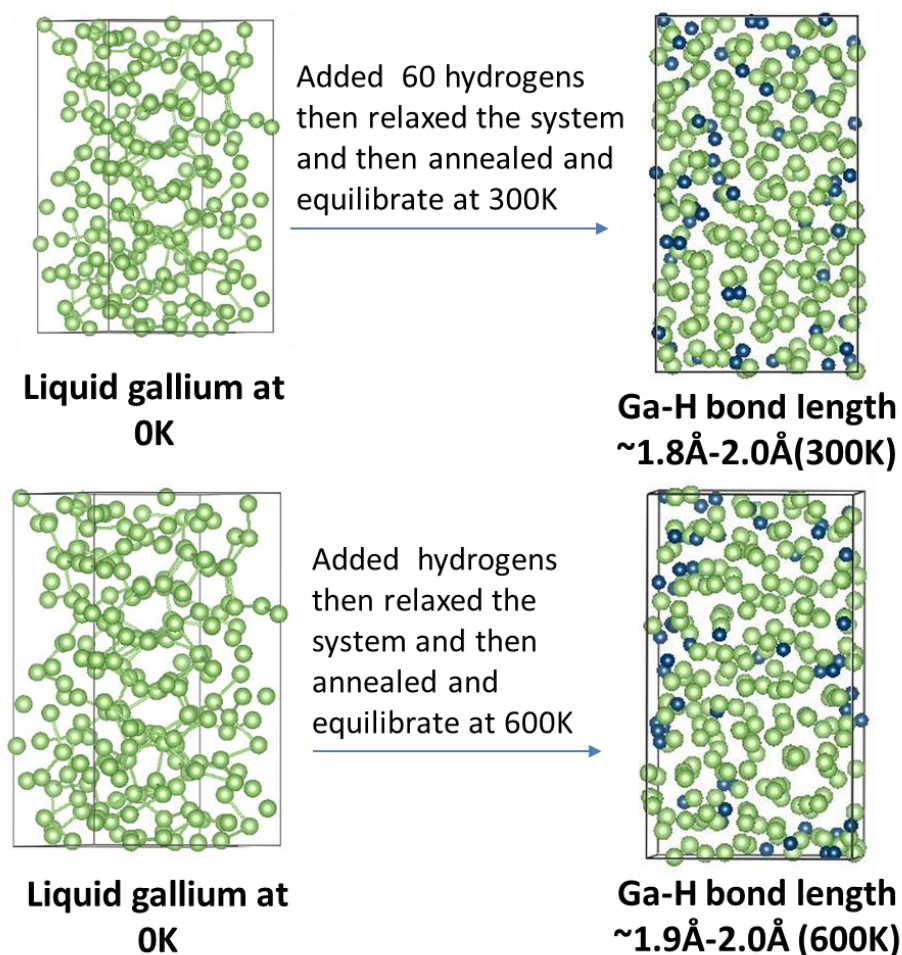 Added 60 hydrogens
then relaxed the system
and then annealed and
equilibrate at 300K
Liquid gallium at
0K
Ga-H bond length
~1.8Å-2.0Å(300K)
Added hydrogens
then relaxed the
system and then
annealed and
equilibrate at 600K
Liquid gallium at
0K
Ga-H bond length
~1.9Å-2.0Å (600K)